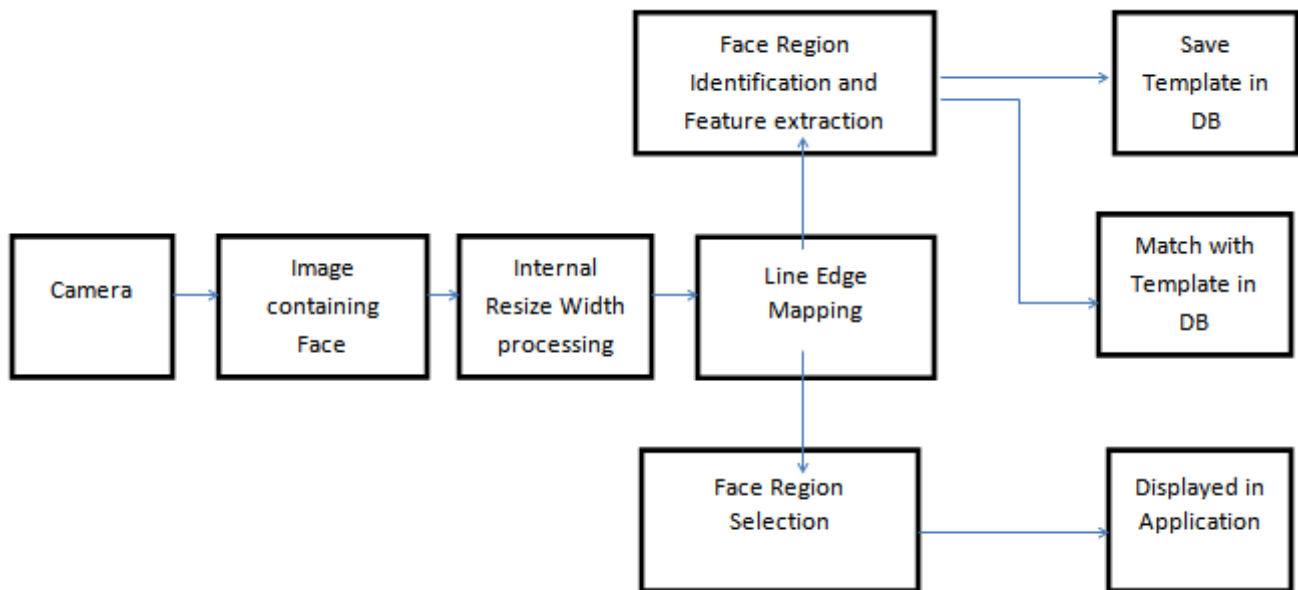 Face Region
Identification and
Feature extraction
Save
Template in
DB
Camera
Image
containing
Face
Internal
Resize Width
processing
Line Edge
Mapping
Match with
Template in
DB
Face Region
Selection
Displayed in
Application